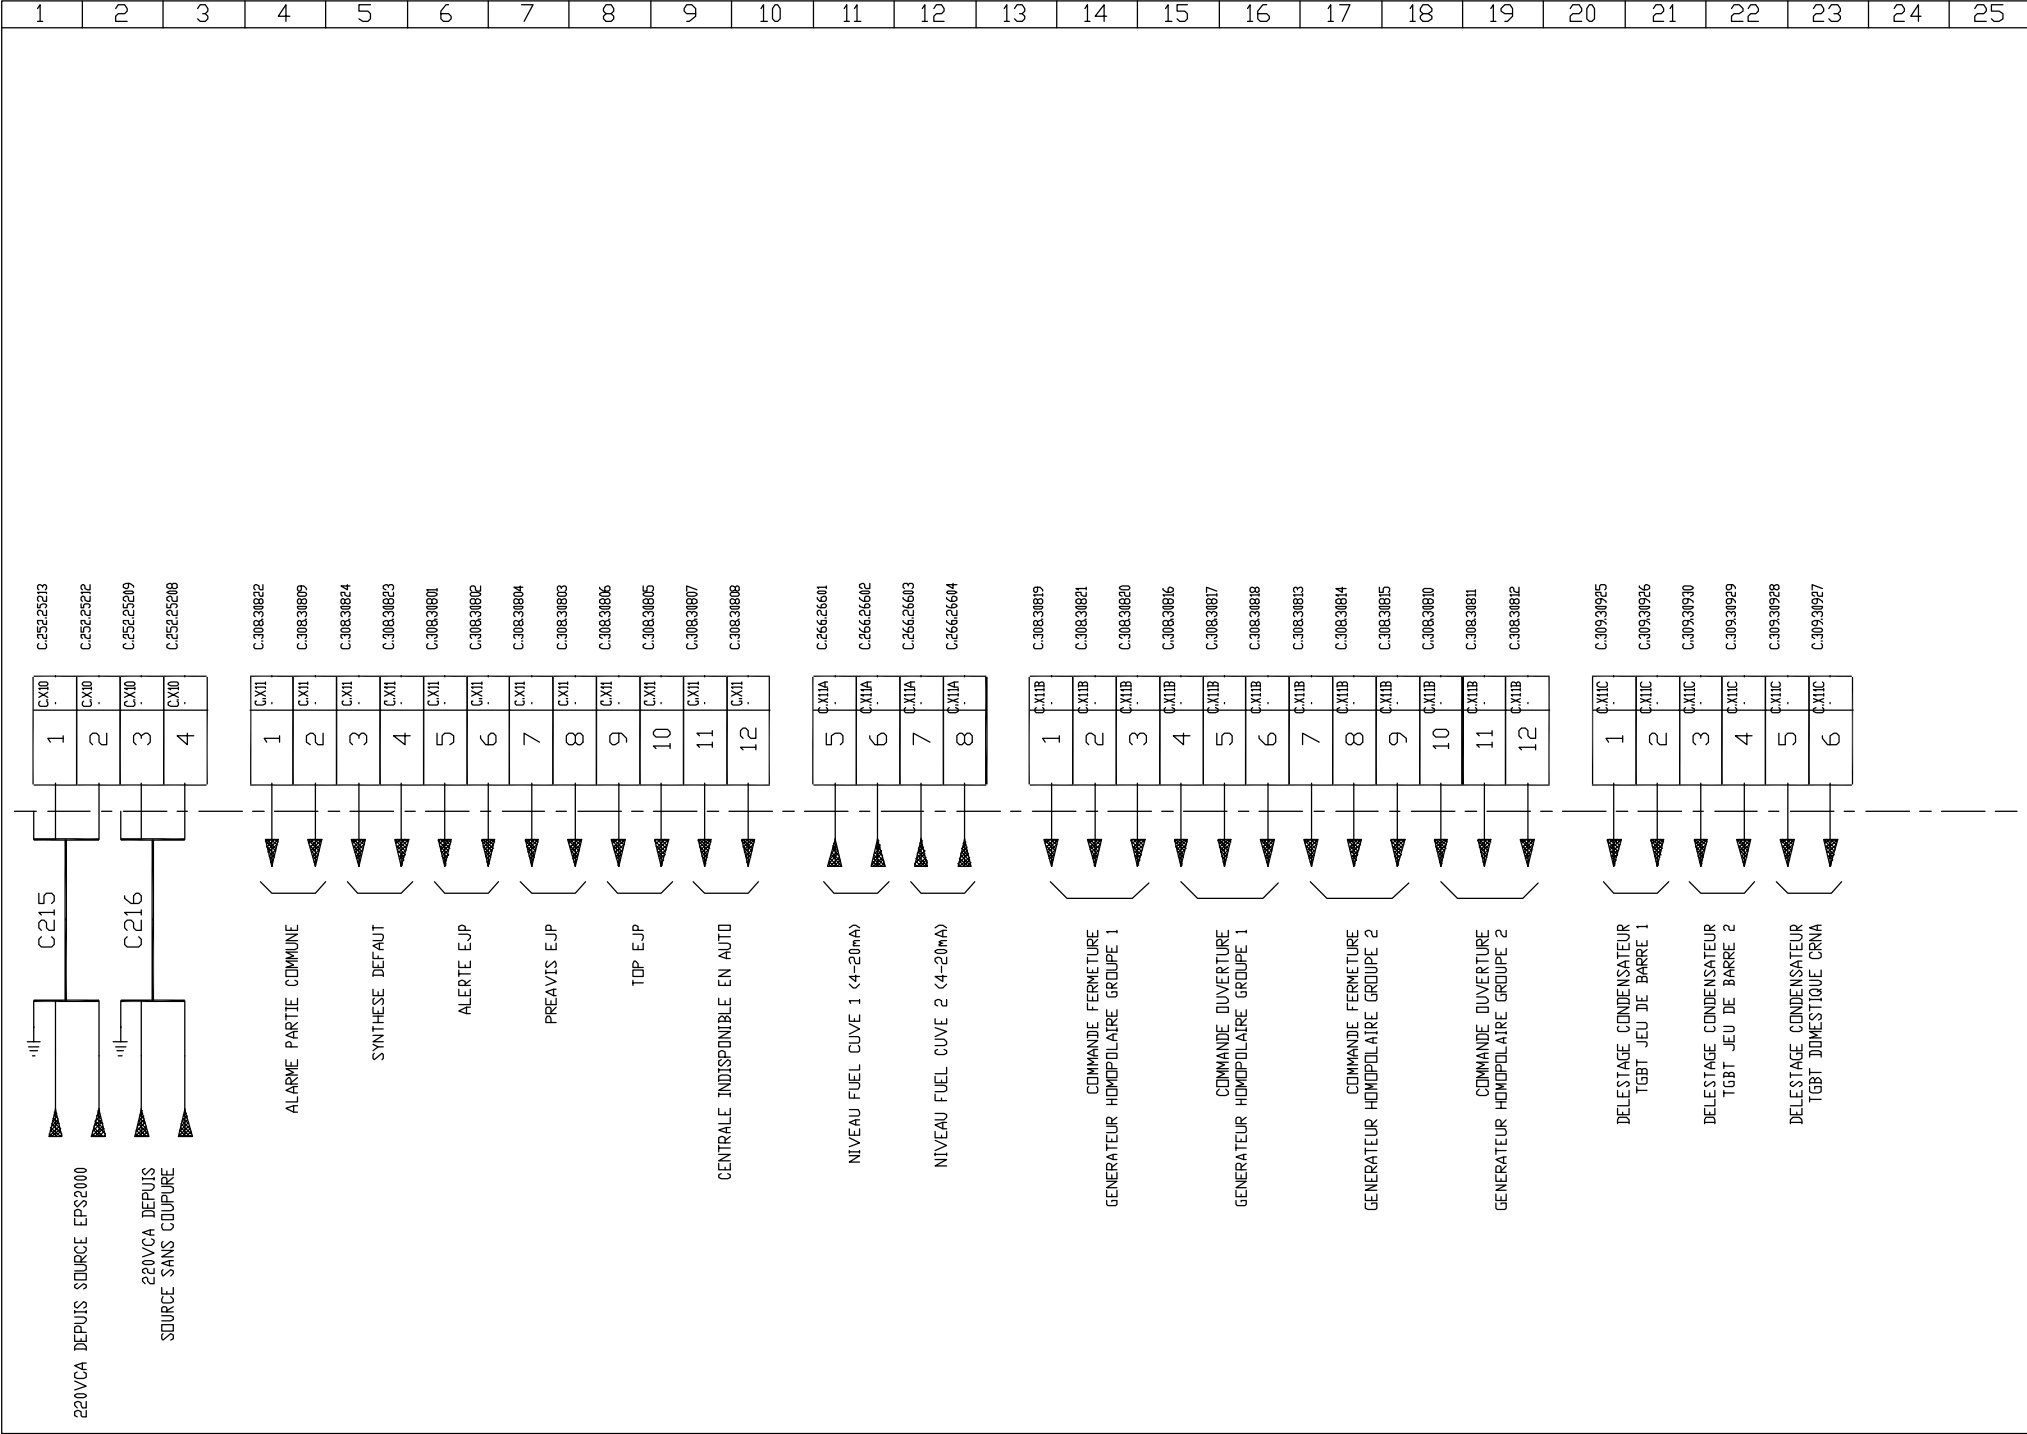 1 2 3 4 5 6 7 8 9 10 11 12 13 14 15 16 17 18 19 20 21 22 23 24 25
C.252.25213
C.252.25212
C.252.25209
C.252.25208
C.308.30822
C.308.30809
C.308.30824
C.308.30823
C.308.30801
C.308.30802
C.308.30804
C.308.30803
C.308.30806
C.308.30805
C.308.30807
C.308.30808
C.266.26601
C.266.26602
C.266.26603
C.266.26604
C.308.30819
C.308.30821
C.308.30820
C.308.30816
C.308.30817
C.308.30818
C.308.30813
C.308.30814
C.308.30815
C.308.30810
C.308.30811
C.308.30812
C.309.30925
C.309.30926
C.309.30930
C.309.30929
C.309.30928
C.309.30927
C.X10 C.X10 C.X10 C.X10
1 2 3 4
C.X11 C.X11 C.X11 C.X11 C.X11 C.X11 C.X11 C.X11 C.X11 C.X11 C.X11 C.X11
1 2 3 4 5 6 7 8 9 10 11 12
C.X11A C.X11A C.X11A C.X11A
5 6 7 8
C.X11B C.X11B C.X11B C.X11B C.X11B C.X11B C.X11B C.X11B C.X11B C.X11B C.X11B C.X11B
1 2 3 4 5 6 7 8 9 10 11 12
C.X11C C.X11C C.X11C C.X11C C.X11C C.X11C
1 2 3 4 5 6
C215
C216
220VCA DEPUIS SOURCE EPS2000
220VCA DEPUIS
SOURCE SANS COUPURE
ALARME PARTIE COMMUNE
SYNTHESE DEFAUT
ALERTE EJP
PREAVIS EJP
TOP EJP
CENTRALE INDISPONIBLE EN AUTO
NIVEAU FUEL CUVE 1 (4-20mA)
NIVEAU FUEL CUVE 2 (4-20mA)
COMMANDE FERMETURE
GENERATEUR HOMOPOLAIRE GROUPE 1
COMMANDE OUVERTURE
GENERATEUR HOMOPOLAIRE GROUPE 1
COMMANDE FERMETURE
GENERATEUR HOMOPOLAIRE GROUPE 2
COMMANDE OUVERTURE
GENERATEUR HOMOPOLAIRE GROUPE 2
DELESTAGE CONDENSATEUR
TGBT JEU DE BARRE 1
DELESTAGE CONDENSATEUR
TGBT JEU DE BARRE 2
DELESTAGE CONDENSATEUR
TGBT DOMESTIQUE CRNA